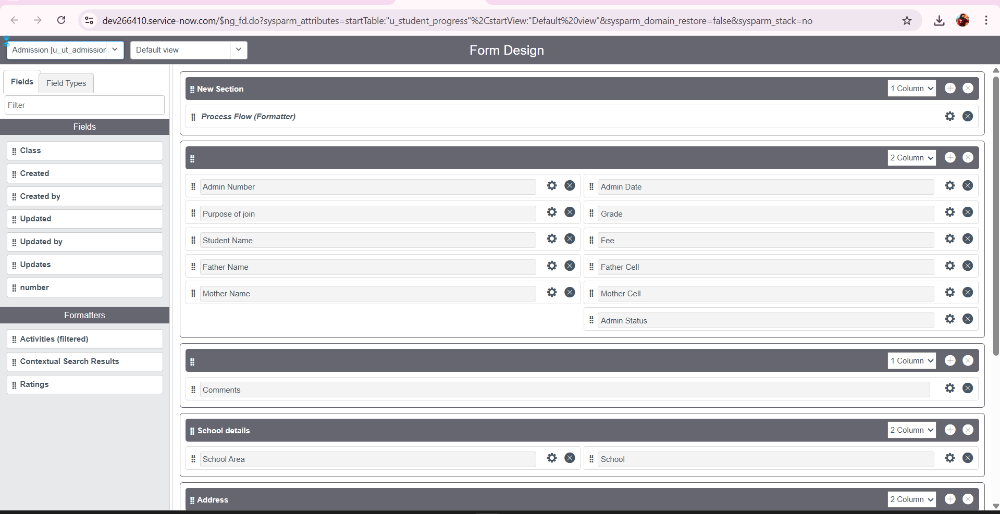 dev266410.service-now.com/$ng_fd.do?sysparm_attributes=startTable:"u_student_progress"%2CstartView:"Default%20view"&sysparm_domain_restore=false&sysparm_stack=no
Admission [u_ut_admission
Default view
Form Design
Fields
Field Types
Filter
Fields
Class
Created
Created by
Updated
Updated by
Updates
number
Formatters
Activities (filtered)
Contextual Search Results
Ratings
New Section
1 Column
Process Flow (Formatter)
2 Column
Admin Number
Admin Date
Purpose of join
Grade
Student Name
Fee
Father Name
Father Cell
Mother Name
Mother Cell
Admin Status
1 Column
Comments
School details
2 Column
School Area
School
Address
2 Column